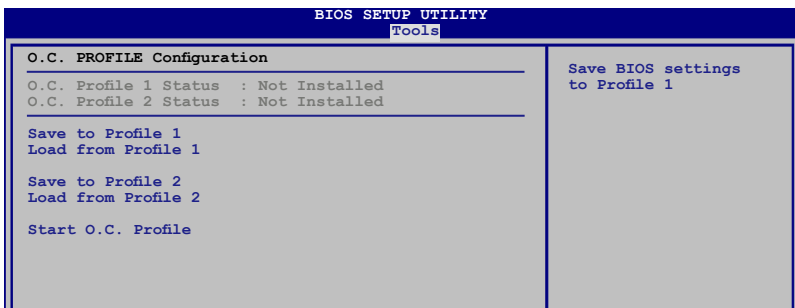 BIOS SETUP UTILITY
Tools
O.C. PROFILE Configuration
O.C. Profile 1 Status : Not Installed
O.C. Profile 2 Status : Not Installed
Save to Profile 1
Load from Profile 1
Save to Profile 2
Load from Profile 2
Start O.C. Profile
Save BIOS settings
to Profile 1